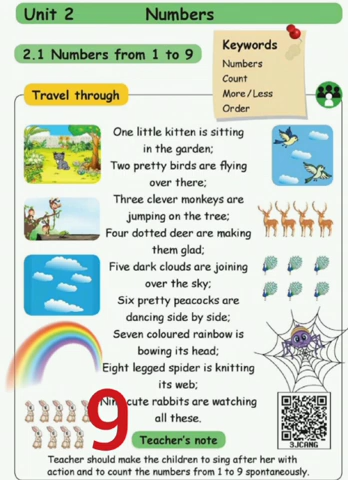 Unit 2 Numbers
2.1 Numbers from 1 to 9
Keywords
Numbers
Count
More/Less
Order
Travel through
One little kitten is sitting
in the garden;
Two pretty birds are flying
over there;
Three clever monkeys are
jumping on the tree;
Four dotted deer are making
them glad;
Five dark clouds are joining
over the sky;
Six pretty peacocks are
dancing side by side;
Seven coloured rainbow is
bowing its head;
Eight legged spider is knitting
its web;
cute rabbits are watching
all these.
9
3JCANG
Teacher's note
Teacher should make the children to sing after her with
action and to count the numbers from 1 to 9 spontaneously.